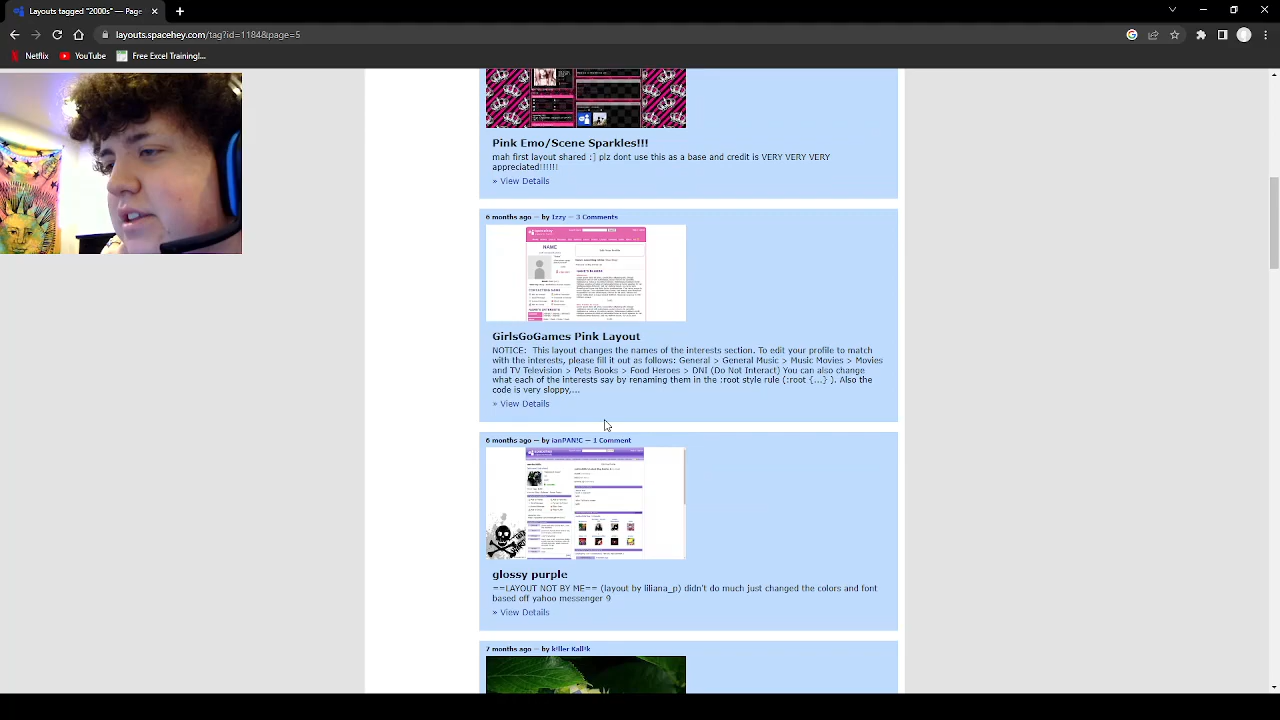 Layouts tagged "2000s" — Page
layouts.spacehey.com/tag?id=1184&page=5
Netflix
YouTube
Free Excel Training!...
Pink Emo/Scene Sparkles!!!
mah first layout shared :] plz dont use this as a base and credit is VERY VERY VERY
appreciated!!!!!!
» View Details
6 months ago — by Izzy — 3 Comments
NAME
GirlsGoGames Pink Layout
NOTICE: This layout changes the names of the interests section. To edit your profile to match
with the interests, please fill it out as follows: General > General Music > Music Movies > Movies
and TV Television > Pets Books > Food Heroes > DNI (Do Not Interact) You can also change
what each of the interests say by renaming them in the :root style rule (:root {...} ). Also the
code is very sloppy,...
» View Details
6 months ago — by ianPAN!C — 1 Comment
glossy purple
==LAYOUT NOT BY ME== (layout by liliana_p) didn't do much just changed the colors and font
based off yahoo messenger 9
» View Details
7 months ago — by k!ller Kall!k